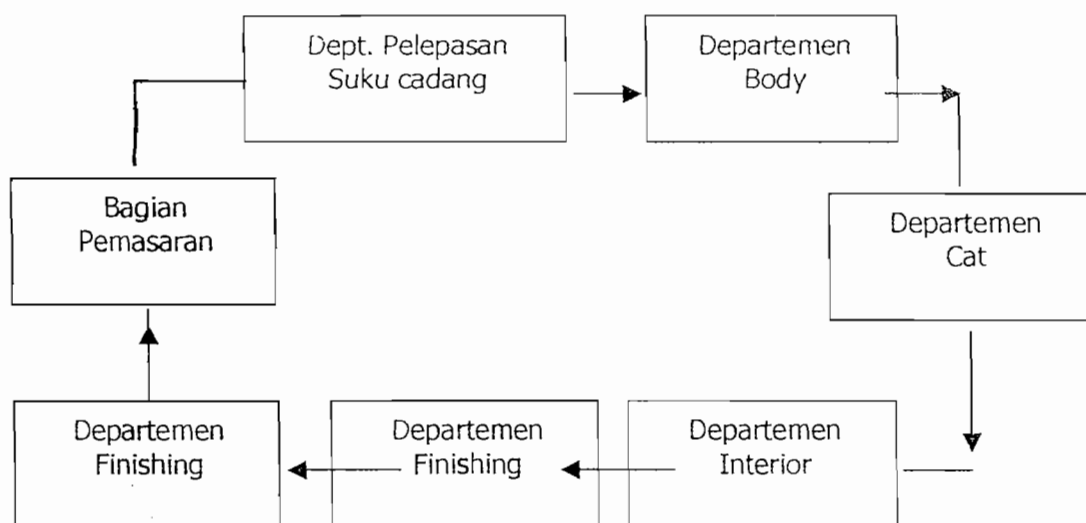 Dept. Pelepasan
Suku cadang
Departemen
Body
Bagian
Pemasaran
Departemen
Cat
Departemen
Finishing
Departemen
Finishing
Departemen
Interior